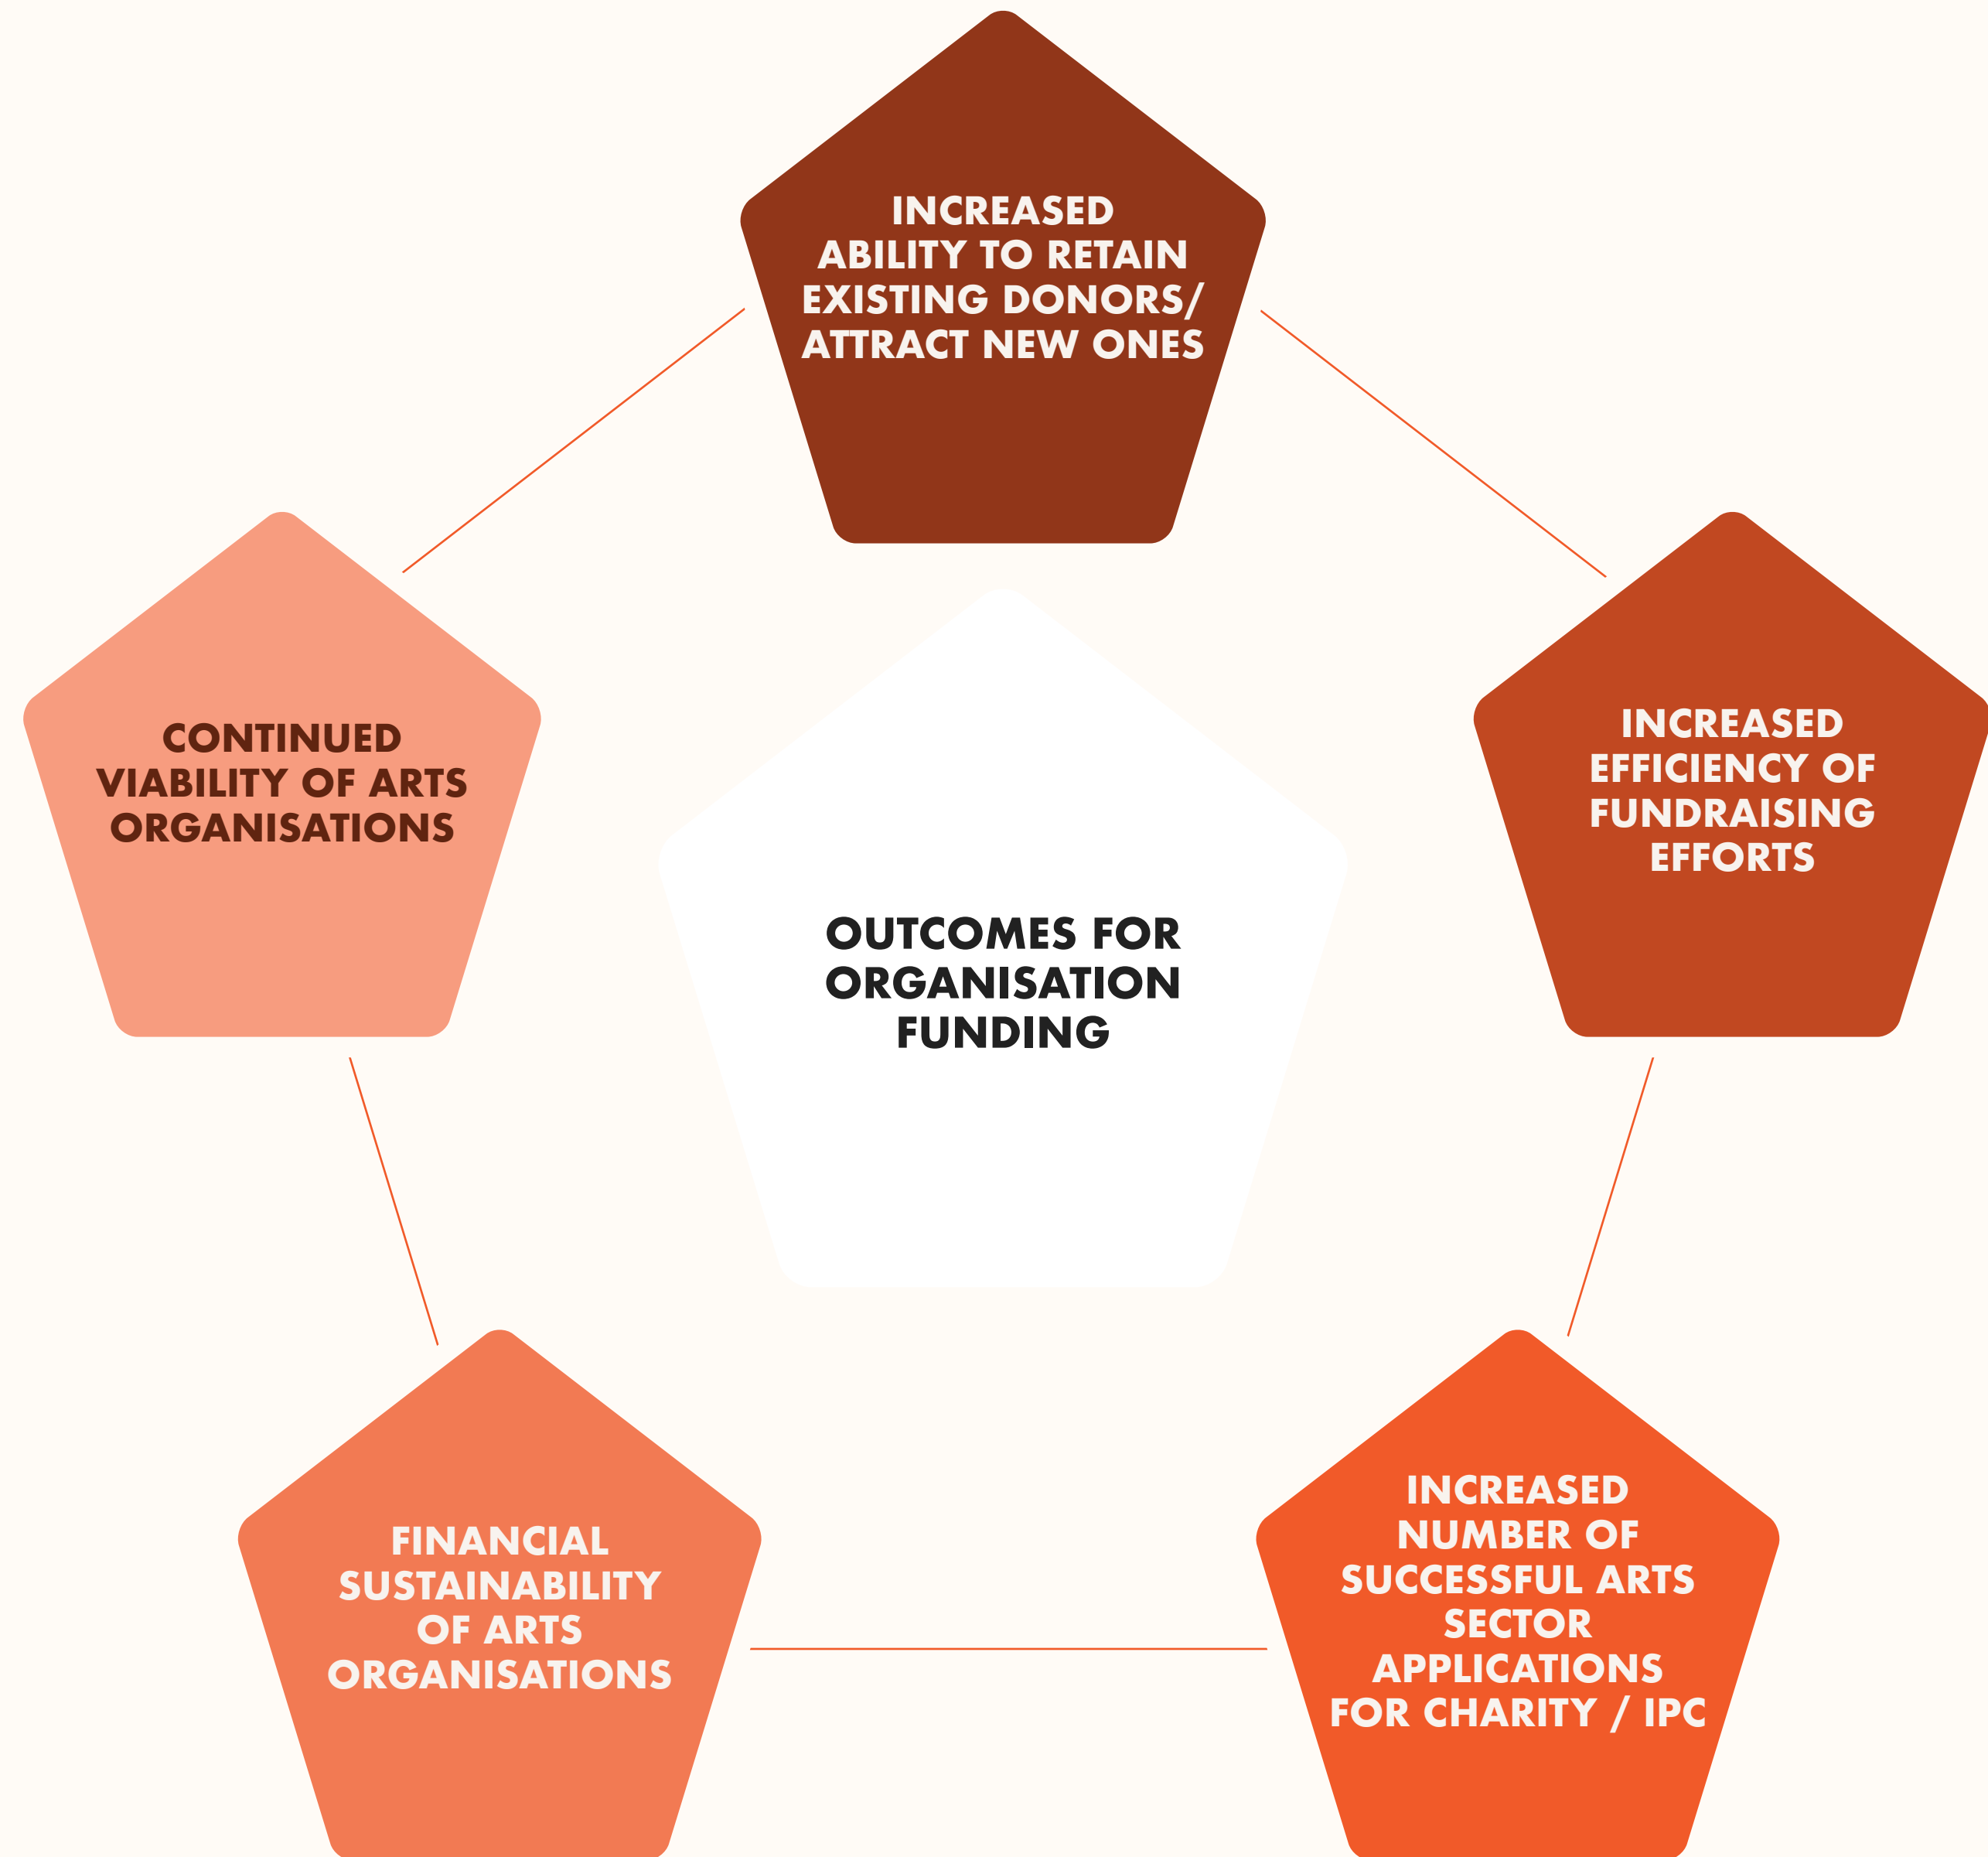 INCREASED
ABILITY TO RETAIN
EXISTING DONORS/
ATTRACT NEW ONES
CONTINUED
VIABILITY OF ARTS
ORGANISATIONS
INCREASED
EFFICIENCY OF
FUNDRAISING
EFFORTS
OUTCOMES FOR
ORGANISATION
FUNDING
FINANCIAL
SUSTAINABILITY
OF ARTS
ORGANISATIONS
INCREASED
NUMBER OF
SUCCESSFUL ARTS
SECTOR
APPLICATIONS
FOR CHARITY / IPC